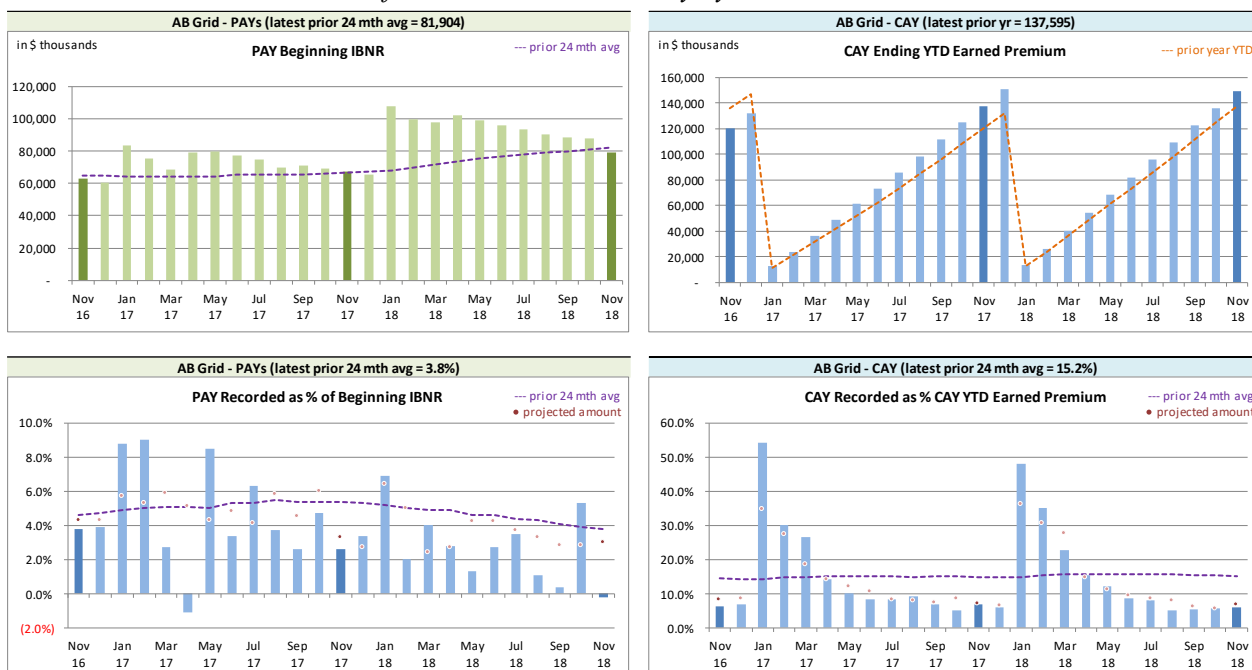 AB Grid - PAYs (latest prior 24 mth avg = 81,904)
in $ thousands
PAY Beginning IBNR
--- prior 24 mth avg
120,000
100,000
80,000
60,000
40,000
20,000
-
Nov Jan Mar May Jul Sep Nov Jan Mar May Jul Sep Nov
16 17 17 17 17 17 17 18 18 18 18 18 18
AB Grid - CAY (latest prior yr = 137,595)
in $ thousands
CAY Ending YTD Earned Premium
--- prior year YTD
160,000
140,000
120,000
100,000
80,000
60,000
40,000
20,000
-
Nov Jan Mar May Jul Sep Nov Jan Mar May Jul Sep Nov
16 17 17 17 17 17 17 18 18 18 18 18 18
AB Grid - PAYs (latest prior 24 mth avg = 3.8%)
PAY Recorded as % of Beginning IBNR
--- prior 24 mth avg
• projected amount
10.0%
8.0%
6.0%
4.0%
2.0%
0.0%
(2.0%)
Nov Jan Mar May Jul Sep Nov Jan Mar May Jul Sep Nov
16 17 17 17 17 17 17 18 18 18 18 18 18
AB Grid - CAY (latest prior 24 mth avg = 15.2%)
CAY Recorded as % CAY YTD Earned Premium
--- prior 24 mth avg
• projected amount
60.0%
50.0%
40.0%
30.0%
20.0%
10.0%
0.0%
Nov Jan Mar May Jul Sep Nov Jan Mar May Jul Sep Nov
16 17 17 17 17 17 17 18 18 18 18 18 18